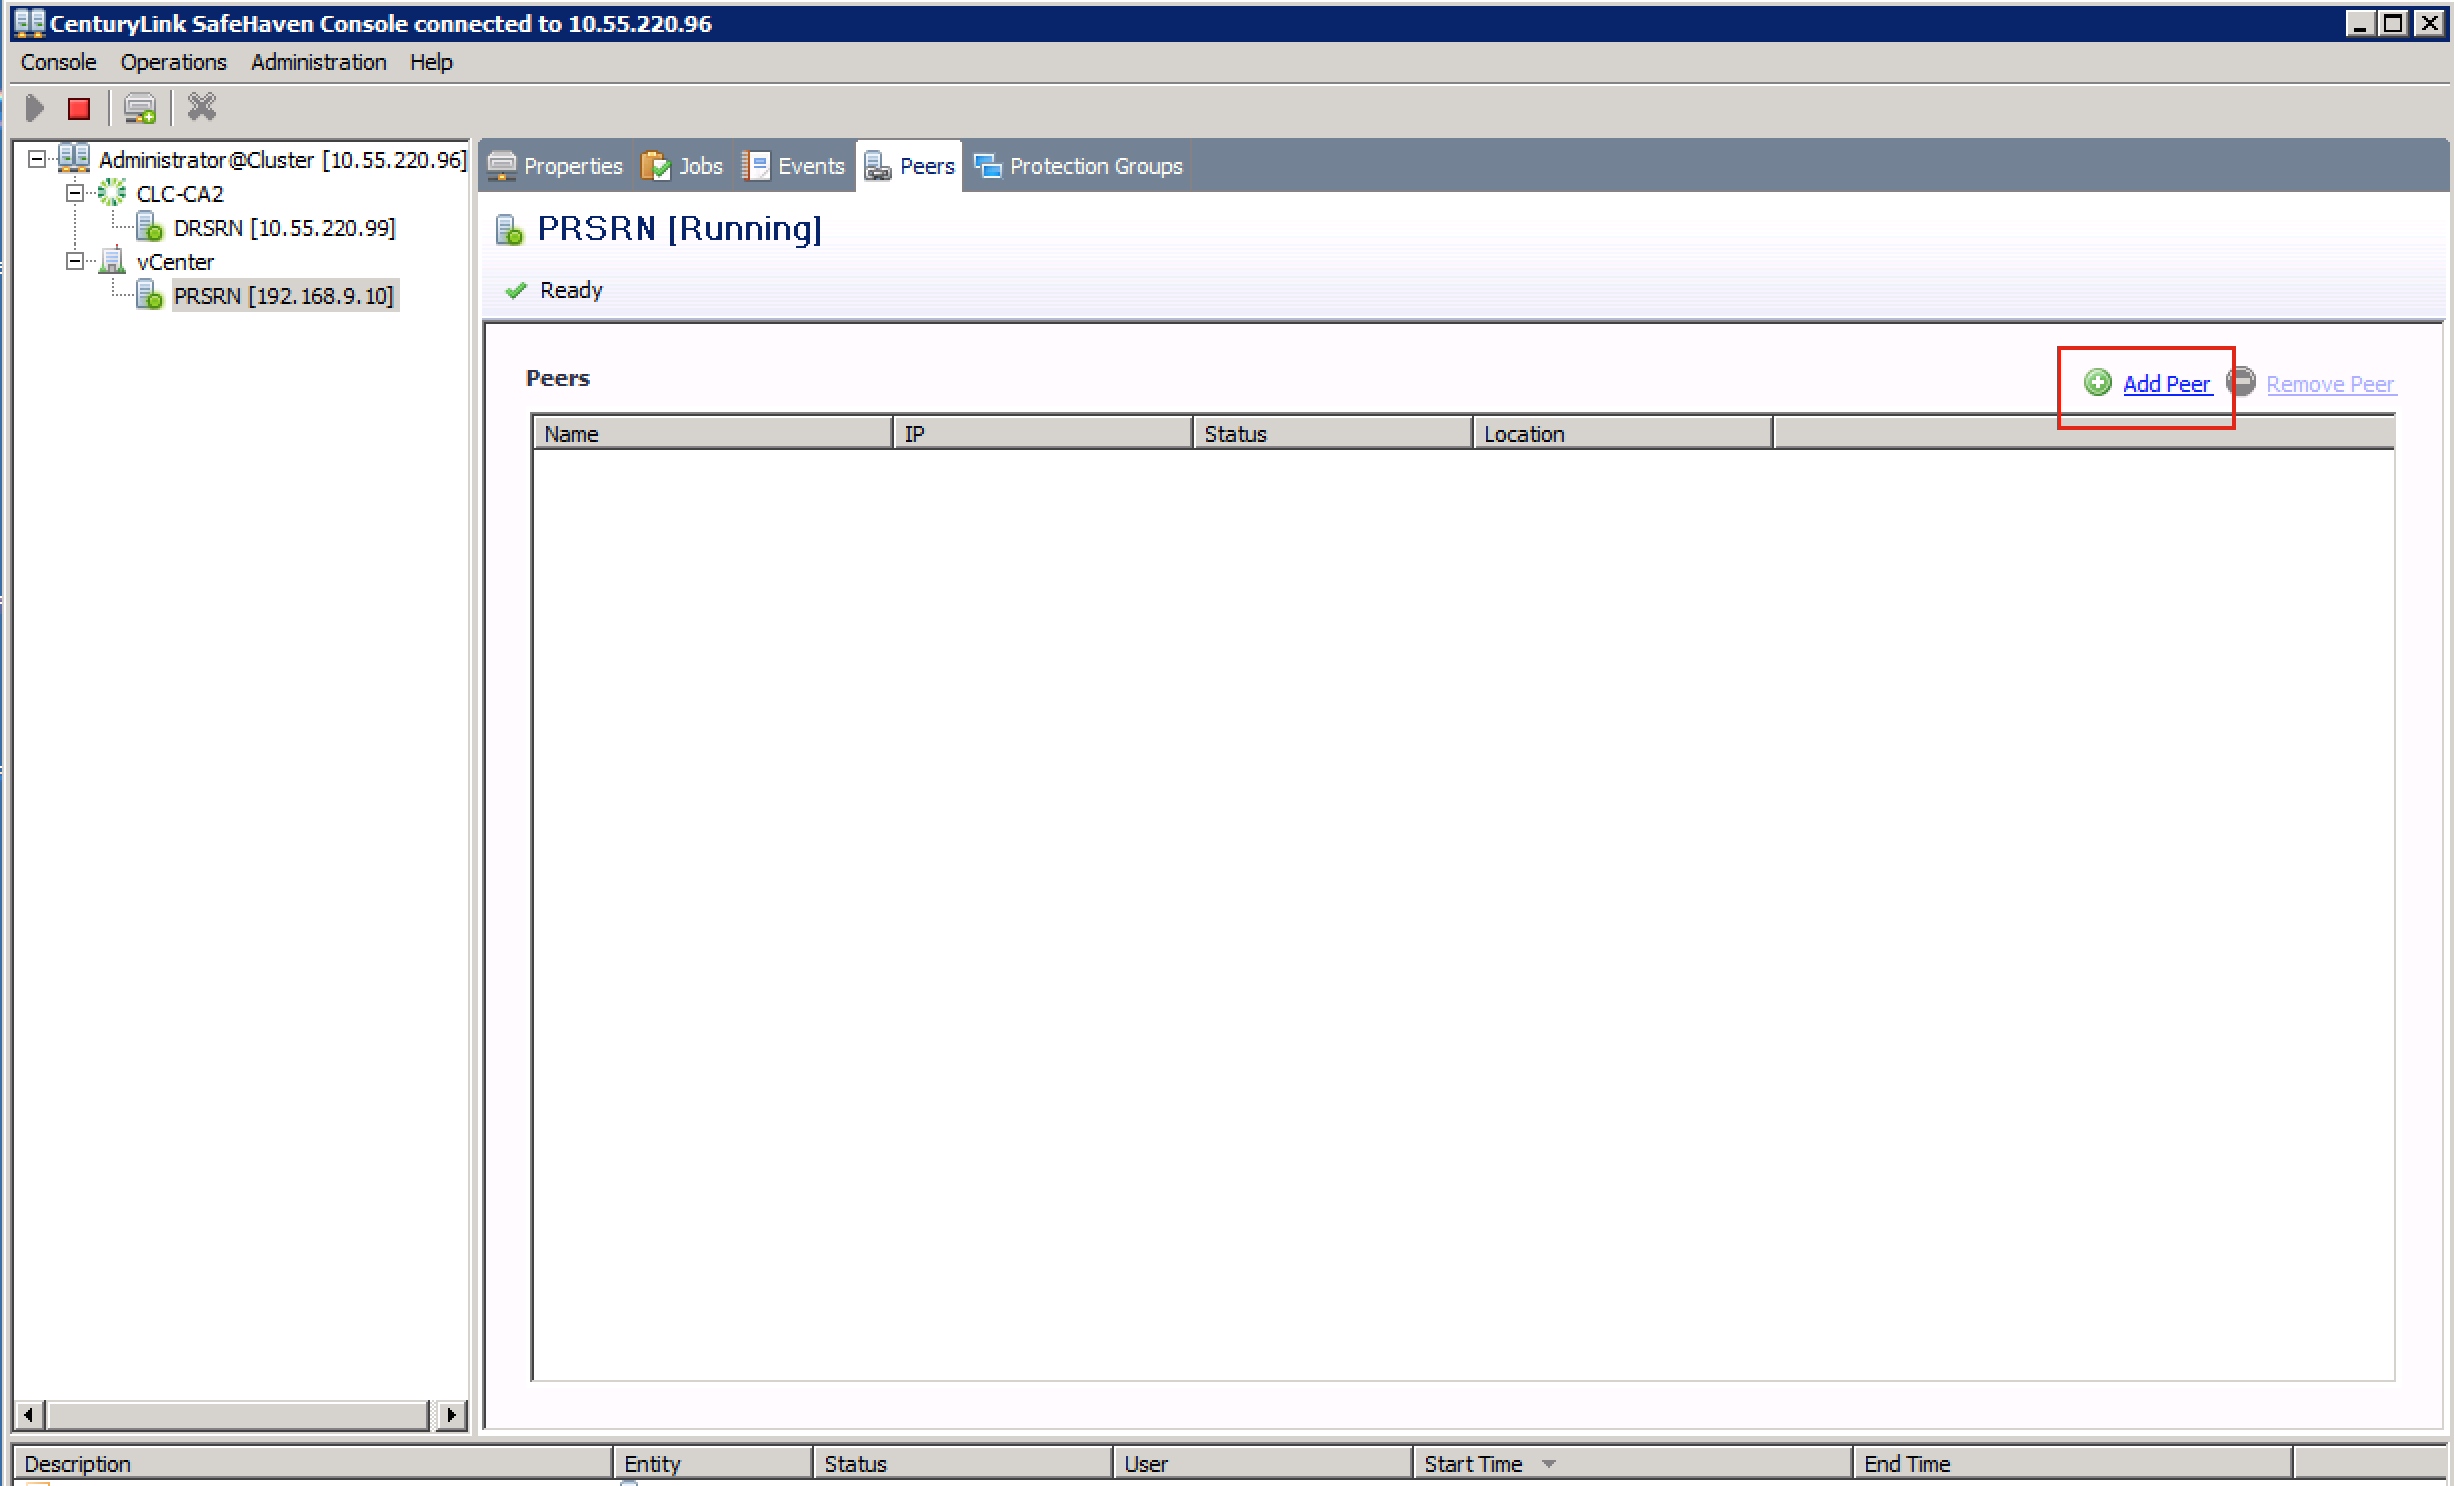 CenturyLink SafeHaven Console connected to 10.55.220.96
Console Operations Administration Help
Administrator@Cluster [10.55.220.96]
CLC-CA2
DRSRN [10.55.220.99]
vCenter
PRSRN [192.168.9.10]
Properties Jobs Events Peers Protection Groups
PRSRN [Running]
Ready
Peers
Add Peer Remove Peer
Name IP Status Location
Description Entity Status User Start Time End Time